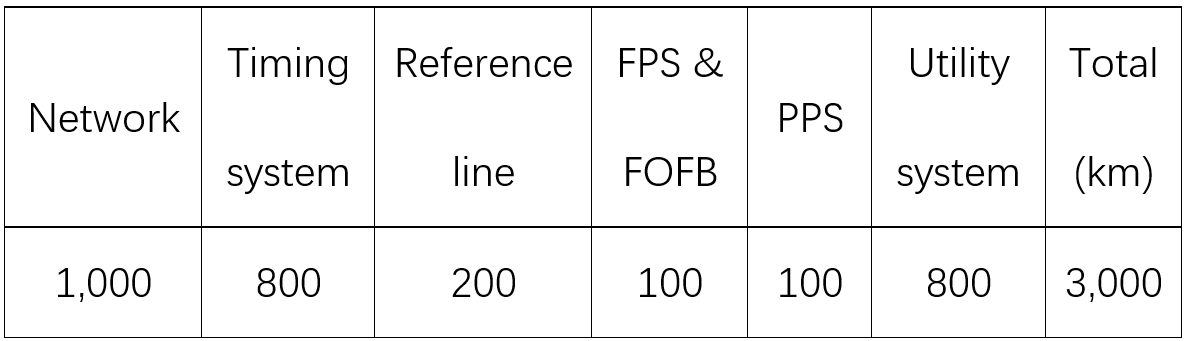 Network
Timing
system
Reference
line
FPS &
FOFB
PPS
Utility
system
Total
(km)
1,000
800
200
100
100
800
3,000